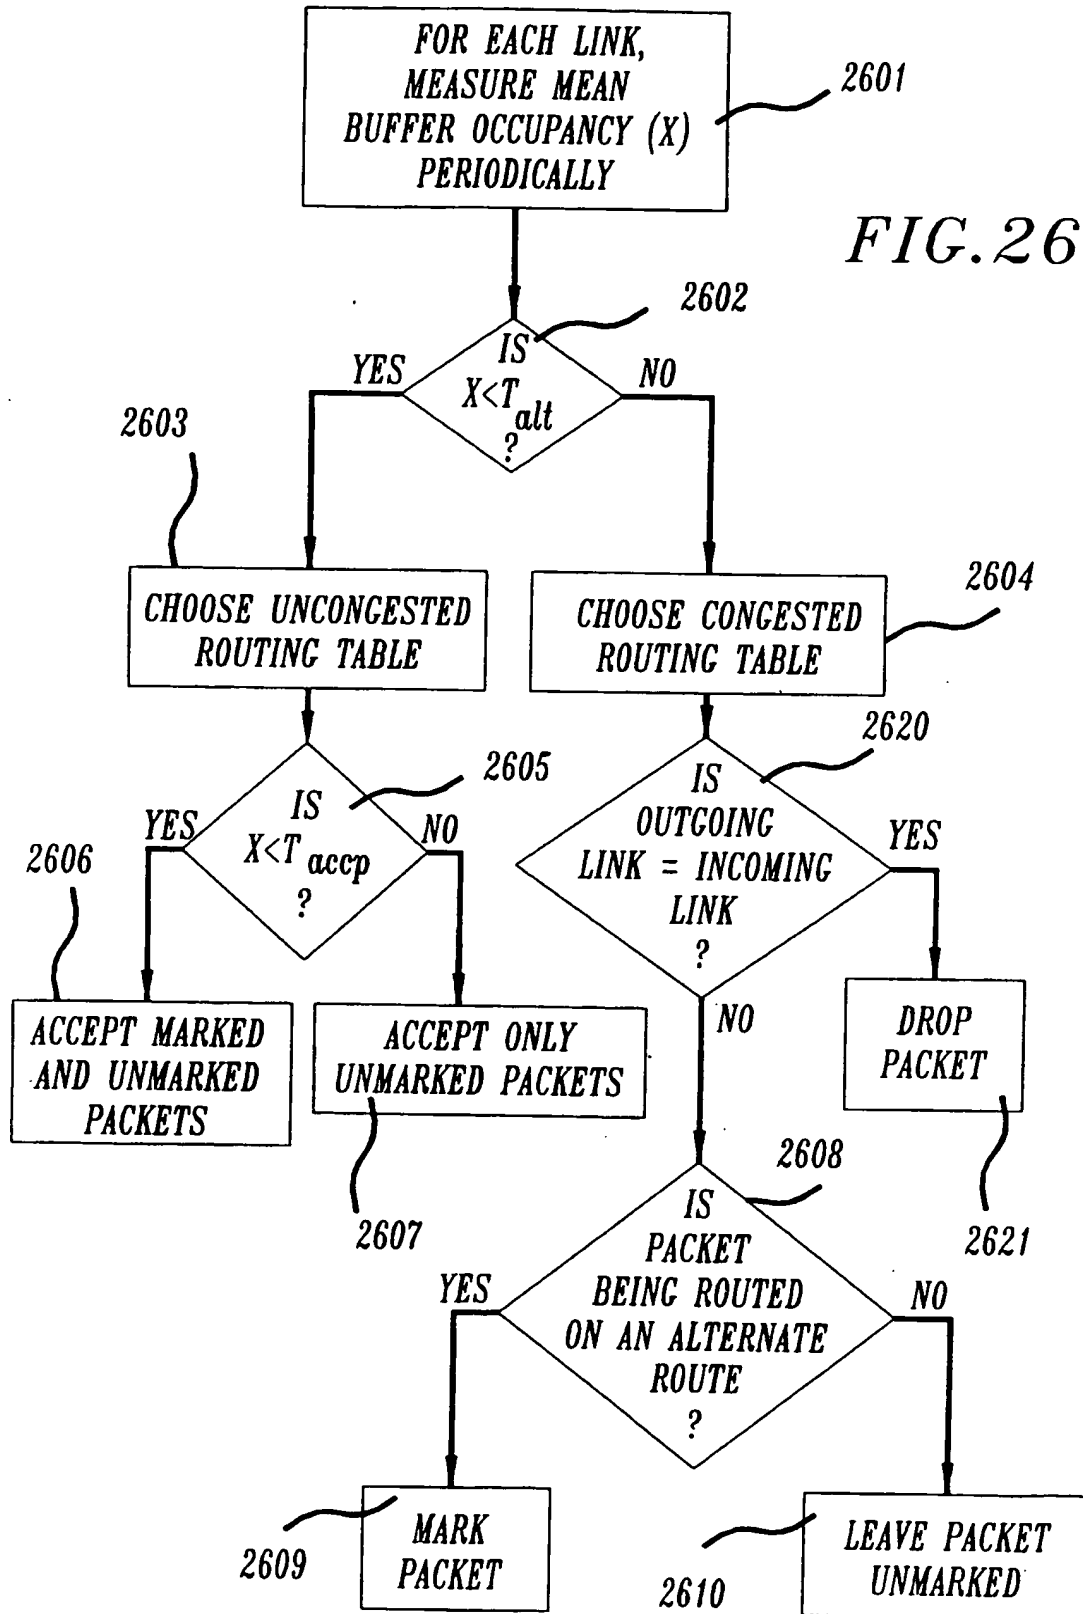 FOR EACH LINK,
MEASURE MEAN
BUFFER OCCUPANCY (X)
PERIODICALLY
2601
FIG.26
2602
IS
X<T alt
?
YES
NO
2603
CHOOSE UNCONGESTED
ROUTING TABLE
CHOOSE CONGESTED
ROUTING TABLE
2604
2605
IS
X<T accp
?
YES
NO
2620
IS
OUTGOING
LINK = INCOMING
LINK
?
YES
NO
2606
ACCEPT MARKED
AND UNMARKED
PACKETS
ACCEPT ONLY
UNMARKED PACKETS
2607
DROP
PACKET
2621
2608
IS
PACKET
BEING ROUTED
ON AN ALTERNATE
ROUTE
?
YES
NO
2609
MARK
PACKET
2610
LEAVE PACKET
UNMARKED